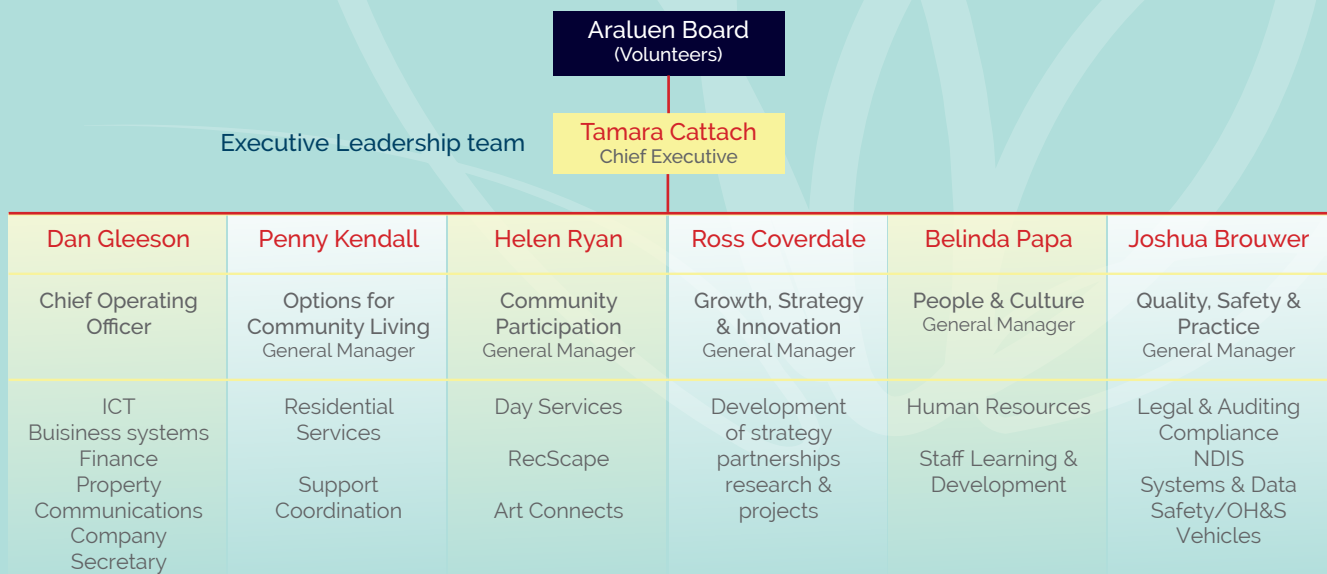 Araluen Board
(Volunteers)
Executive Leadership team
Tamara Cattach
Chief Executive
Dan Gleeson
Chief Operating
Officer
ICT
Buisiness systems
Finance
Property
Communications
Company
Secretary
Penny Kendall
Options for
Community Living
General Manager
Residential
Services
Support
Coordination
Helen Ryan
Community
Participation
General Manager
Day Services
RecScape
Art Connects
Ross Coverdale
Growth, Strategy
& Innovation
General Manager
Development
of strategy
partnerships
research &
projects
Belinda Papa
People & Culture
General Manager
Human Resources
Staff Learning &
Development
Joshua Brouwer
Quality, Safety &
Practice
General Manager
Legal & Auditing
Compliance
NDIS
Systems & Data
Safety/OH&S
Vehicles